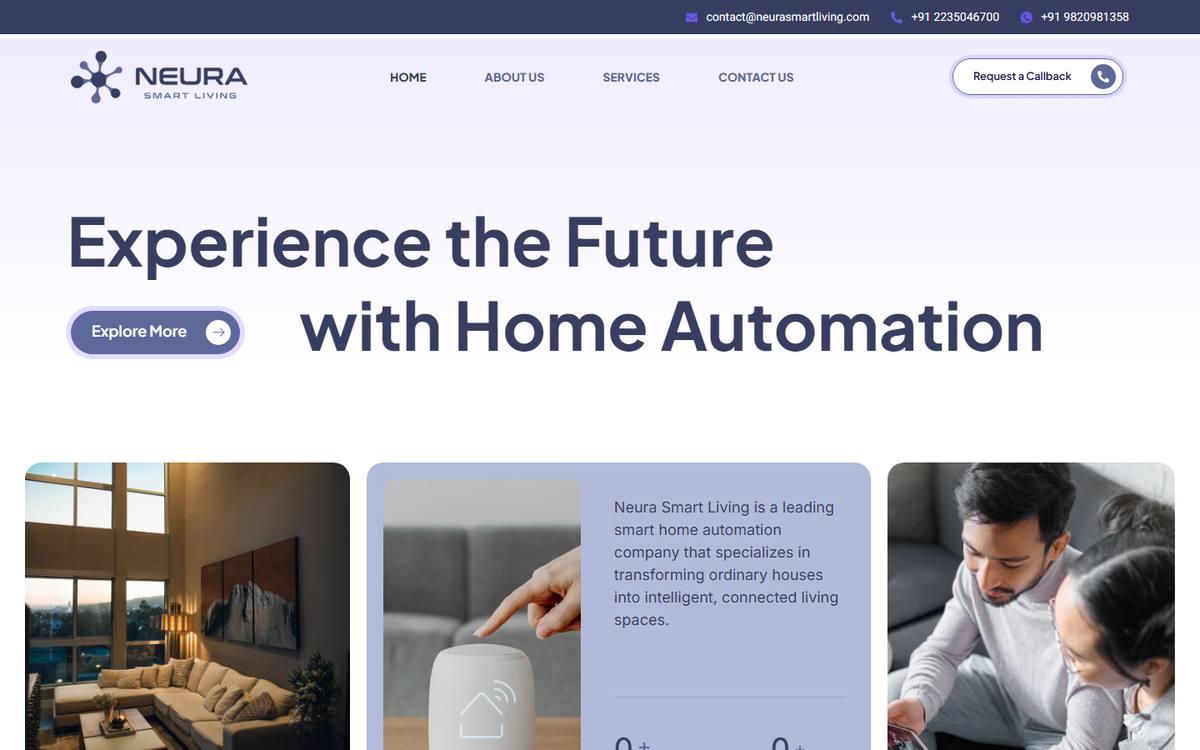 contact@neurasmartliving.com +91 2235046700 +91 9820981358
NEURA
SMART LIVING
HOME ABOUT US SERVICES CONTACT US
Request a Callback
Experience the Future
Explore More
with Home Automation
Neura Smart Living is a leading
smart home automation
company that specializes in
transforming ordinary houses
into intelligent, connected living
spaces.
0 + 0 +